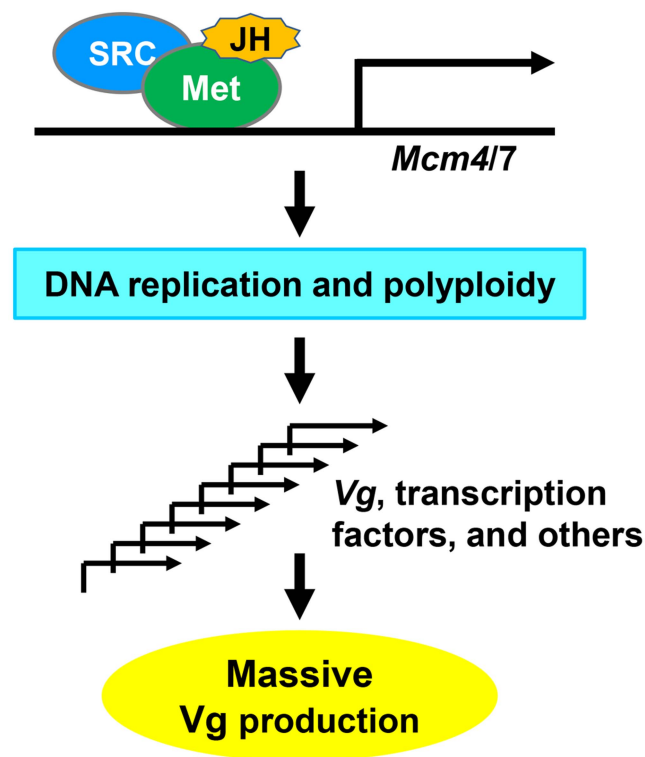 SRC
JH
Met
Mcm4/7
DNA replication and polyploidy
Vg, transcription
factors, and others
Massive
Vg production